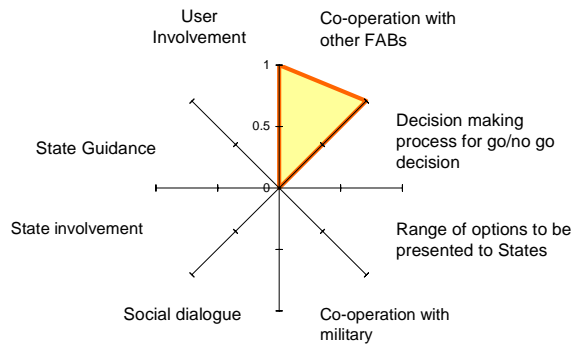 User
Involvement
Co-operation with
other FABs
1
Decision making
process for go/no go
decision
0.5
State Guidance
0
State involvement
Range of options to be
presented to States
Social dialogue
Co-operation with
military